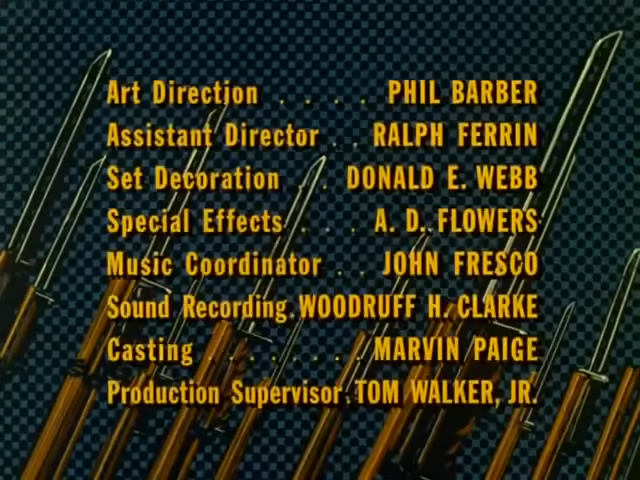 Art Direction . . . . PHIL BARBER
Assistant Director . . RALPH FERRIN
Set Decoration . . DONALD E. WEBB
Special Effects . . . A. D. FLOWERS
Music Coordinator . . JOHN FRESCO
Sound Recording . WOODRUFF H. CLARKE
Casting . . . . . . . MARVIN PAIGE
Production Supervisor . TOM WALKER, JR.